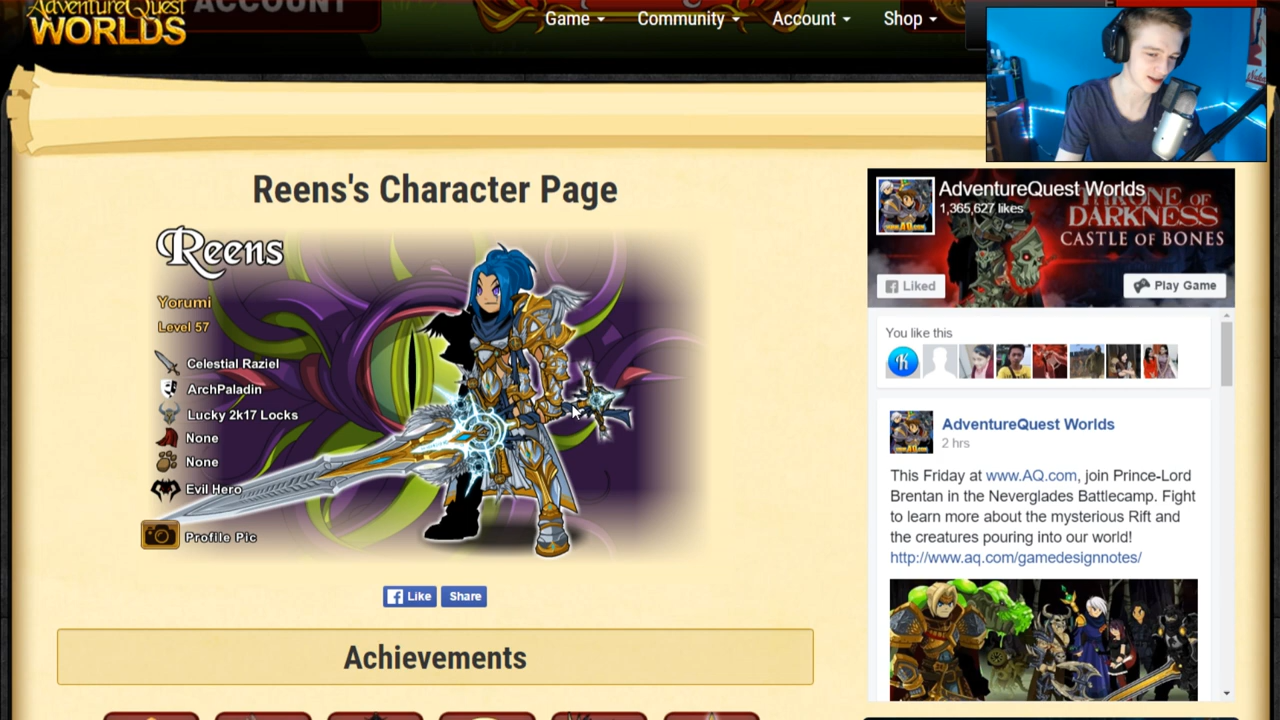 AdventureQuest
WORLDS
ACCOUNT
Game
Community
Account
Shop
Reens's Character Page
Reens
Yorumi
Level 57
Celestial Raziel
ArchPaladin
Lucky 2k17 Locks
None
None
Evil Hero
Profile Pic
Like
Share
Achievements
AdventureQuest Worlds
1,365,627 likes
THRONE OF
DARKNESS
CASTLE OF BONES
Liked
Play Game
You like this
AdventureQuest Worlds
2 hrs
This Friday at www.AQ.com, join Prince-Lord
Brentan in the Neverglades Battlecamp. Fight
to learn more about the mysterious Rift and
the creatures pouring into our world!
http://www.aq.com/gamedesignnotes/